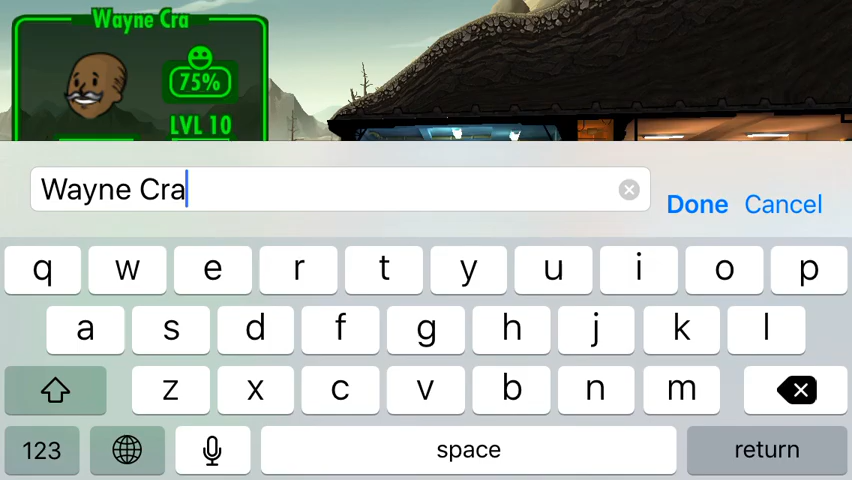 Wayne Cra
75%
LVL 10
Wayne Cra
Done Cancel
q w e r t y u i o p
a s d f g h j k l
z x c v b n m
123 space return